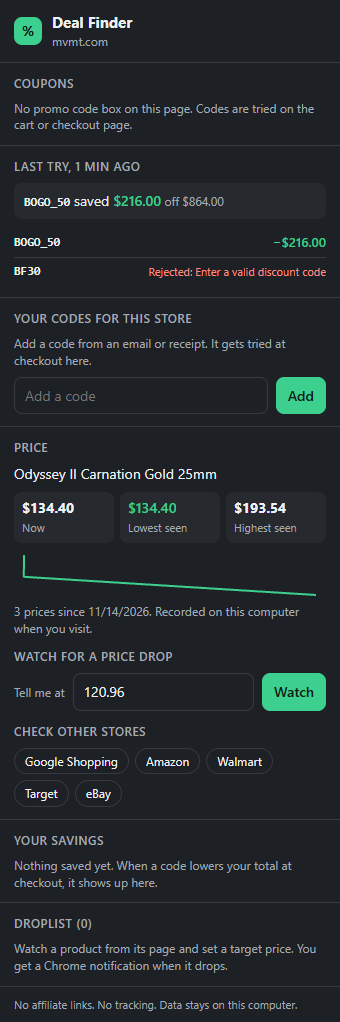 %
Deal Finder
mvmt.com
COUPONS
No promo code box on this page. Codes are tried on the
cart or checkout page.
LAST TRY, 1 MIN AGO
BOGO_50 saved $216.00 off $864.00
BOGO_50 −$216.00
BF30 Rejected: Enter a valid discount code
YOUR CODES FOR THIS STORE
Add a code from an email or receipt. It gets tried at
checkout here.
Add a code Add
PRICE
Odyssey II Carnation Gold 25mm
$134.40 $134.40 $193.54
Now Lowest seen Highest seen
3 prices since 11/14/2026. Recorded on this computer
when you visit.
WATCH FOR A PRICE DROP
Tell me at 120.96 Watch
CHECK OTHER STORES
Google Shopping Amazon Walmart
Target eBay
YOUR SAVINGS
Nothing saved yet. When a code lowers your total at
checkout, it shows up here.
DROPLIST (0)
Watch a product from its page and set a target price. You
get a Chrome notification when it drops.
No affiliate links. No tracking. Data stays on this computer.